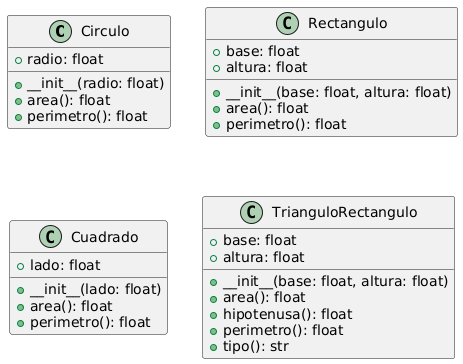 C Circulo
radio: float
__init__(radio: float)
area(): float
perimetro(): float
C Rectangulo
base: float
altura: float
__init__(base: float, altura: float)
area(): float
perimetro(): float
C Cuadrado
lado: float
__init__(lado: float)
area(): float
perimetro(): float
C TrianguloRectangulo
base: float
altura: float
__init__(base: float, altura: float)
area(): float
hipotenusa(): float
perimetro(): float
tipo(): str